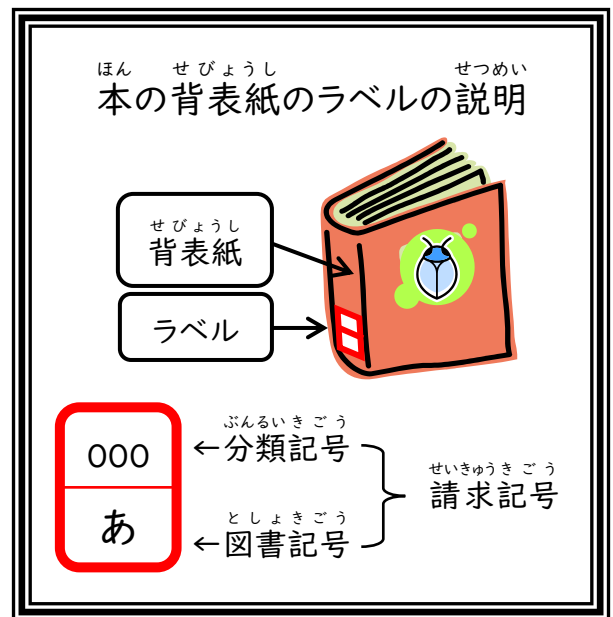 ほん せびょうし せつめい
本の背表紙のラベルの説明
せびょうし
背表紙
ラベル
000
あ
ぶんるいきごう
←分類記号
としょきごう
←図書記号
せいきゅうきごう
請求記号